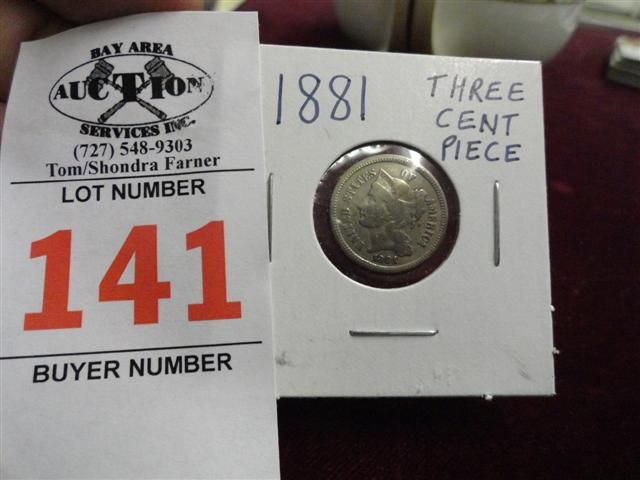 BAY AREA
AUCTION
SERVICES INC.
(727) 548-9303
Tom/Shondra Farner
LOT NUMBER
141
BUYER NUMBER
1881
THREE
CENT
PIECE
UNITED STATES OF AMERICA